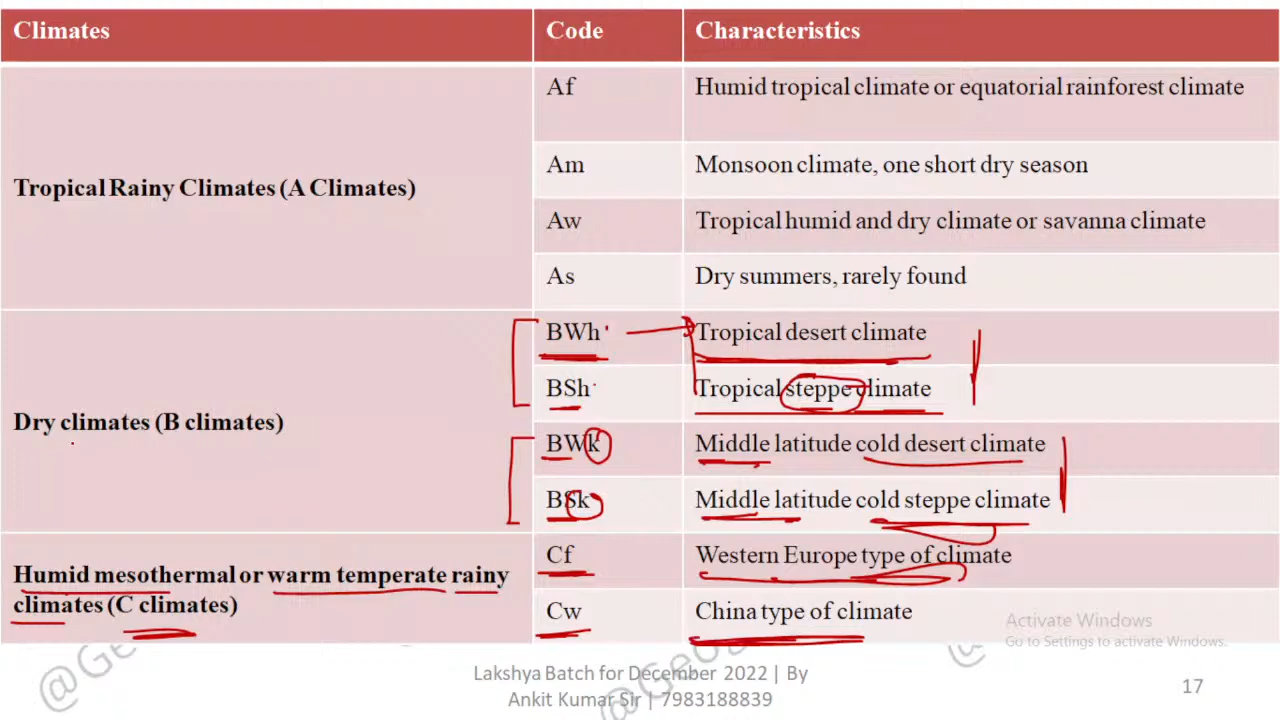 Climates
Code
Characteristics
Tropical Rainy Climates (A Climates)
Af
Humid tropical climate or equatorial rainforest climate
Am
Monsoon climate, one short dry season
Aw
Tropical humid and dry climate or savanna climate
As
Dry summers, rarely found
Dry climates (B climates)
BWh
Tropical desert climate
BSh
Tropical steppe climate
BWk
Middle latitude cold desert climate
BSk
Middle latitude cold steppe climate
Humid mesothermal or warm temperate rainy
climates (C climates)
Cf
Western Europe type of climate
Cw
China type of climate
Activate Windows
Go to Settings to activate Windows.
Lakshya Batch for December 2022 | By
Ankit Kumar Sir | 7983188839
17